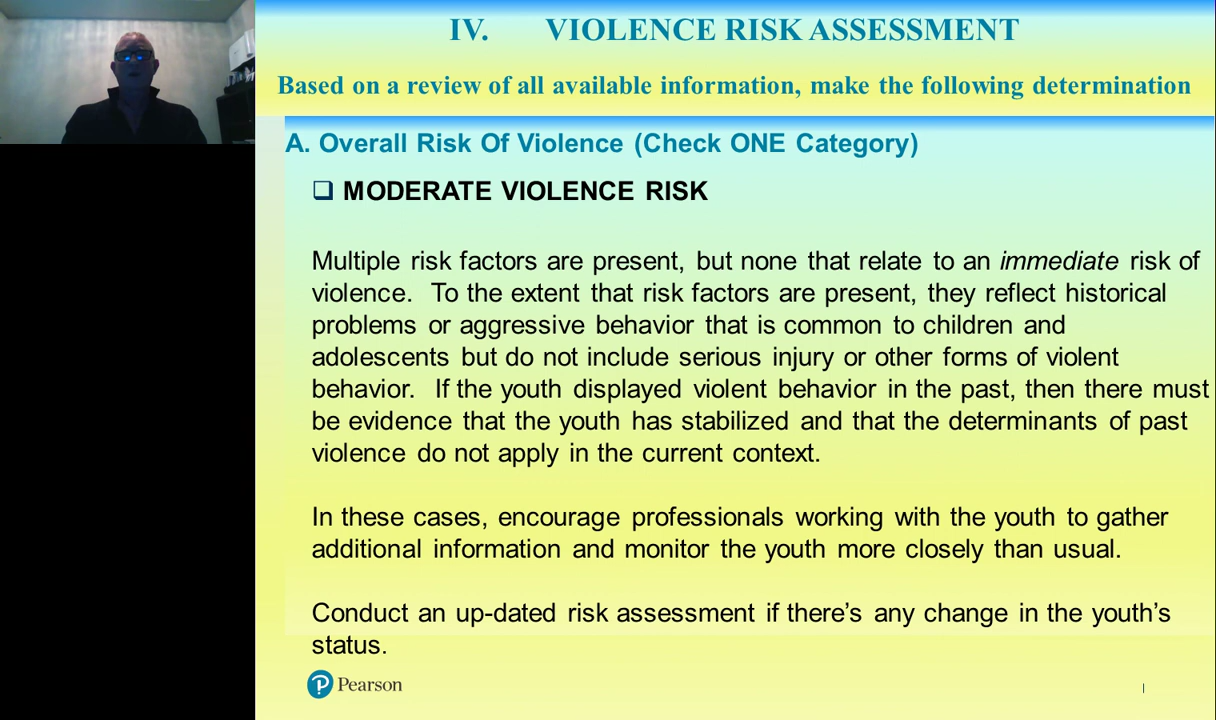 IV. VIOLENCE RISK ASSESSMENT
Based on a review of all available information, make the following determination
A. Overall Risk Of Violence (Check ONE Category)
❑ MODERATE VIOLENCE RISK
Multiple risk factors are present, but none that relate to an immediate risk of
violence. To the extent that risk factors are present, they reflect historical
problems or aggressive behavior that is common to children and
adolescents but do not include serious injury or other forms of violent
behavior. If the youth displayed violent behavior in the past, then there must
be evidence that the youth has stabilized and that the determinants of past
violence do not apply in the current context.
In these cases, encourage professionals working with the youth to gather
additional information and monitor the youth more closely than usual.
Conduct an up-dated risk assessment if there’s any change in the youth’s
status.
Pearson